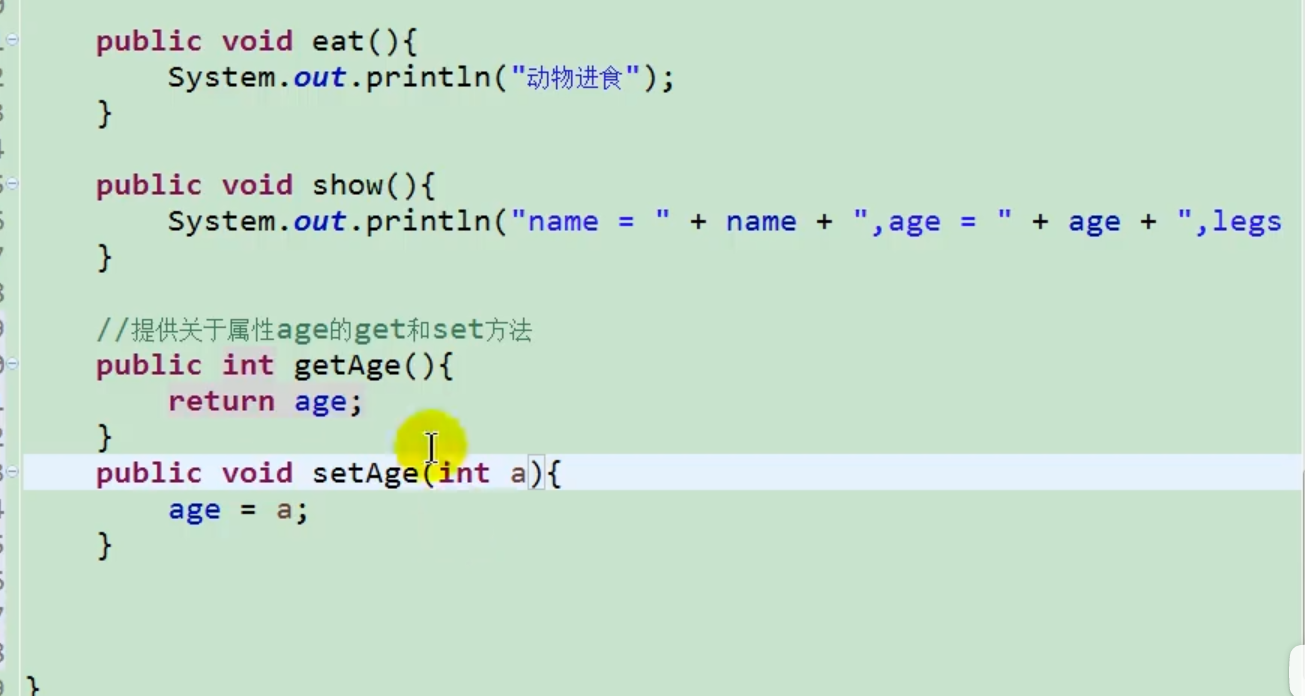 public void eat(){
System.out.println("动物进食");
}
public void show(){
System.out.println("name = " + name + ",age = " + age + ",legs
}
//提供关于属性age的get和set方法
public int getAge(){
return age;
}
public void setAge(int a){
age = a;
}
}